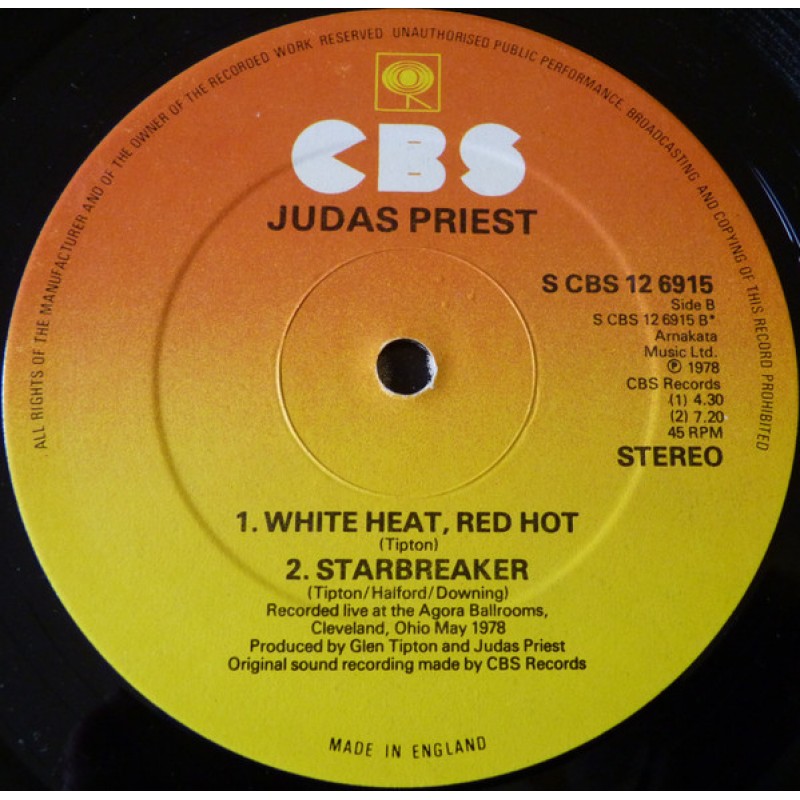 ALL RIGHTS OF THE MANUFACTURER AND OF THE OWNER OF THE RECORDED WORK RESERVED UNAUTHORISED PUBLIC PERFORMANCE, BROADCASTING AND COPYING OF THIS RECORD PROHIBITED
CBS
JUDAS PRIEST
S CBS 12 6915
Side B
S CBS 12 6915 B*
Arnakata
Music Ltd.
℗ 1978
CBS Records
(1) 4.30
(2) 7.20
45 RPM
STEREO
1. WHITE HEAT, RED HOT
(Tipton)
2. STARBREAKER
(Tipton/Halford/Downing)
Recorded live at the Agora Ballrooms,
Cleveland, Ohio May 1978
Produced by Glen Tipton and Judas Priest
Original sound recording made by CBS Records
MADE IN ENGLAND